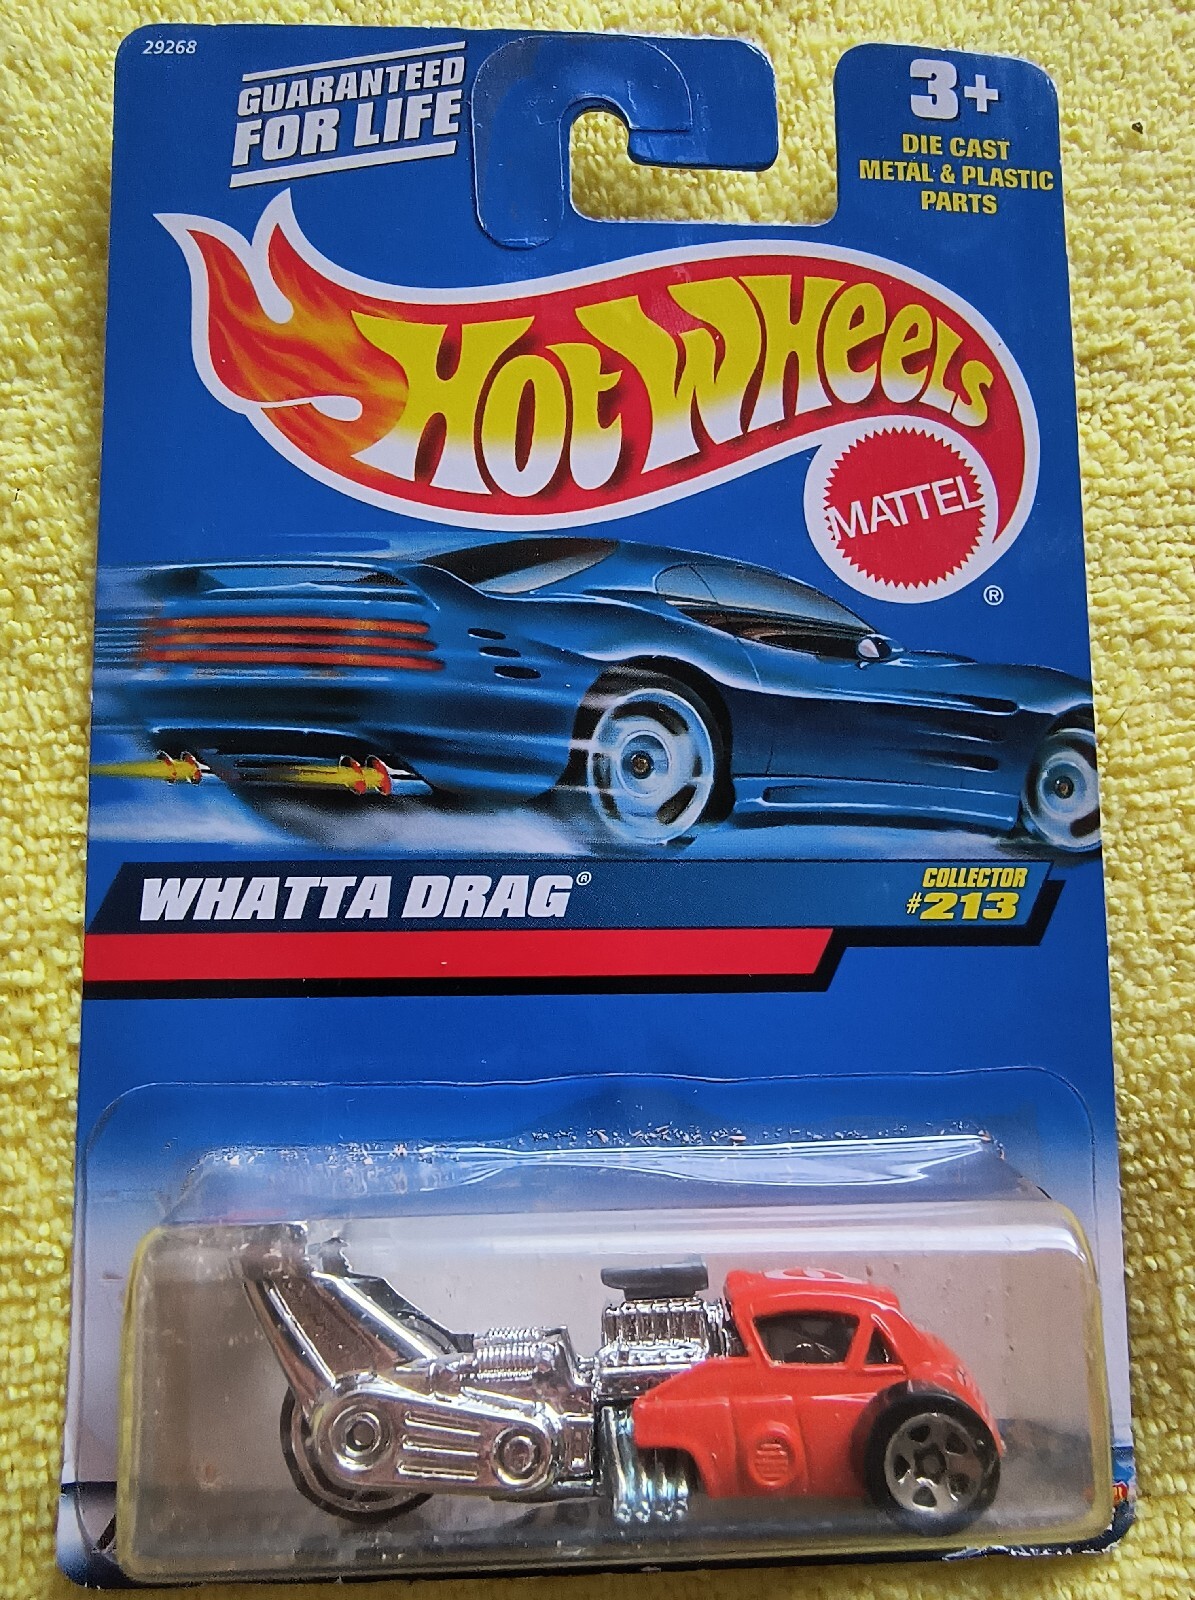 29268
GUARANTEED
FOR LIFE
3+
DIE CAST
METAL & PLASTIC
PARTS
HOT WHEELS
MATTEL
®
WHATTA DRAG®
COLLECTOR
#213